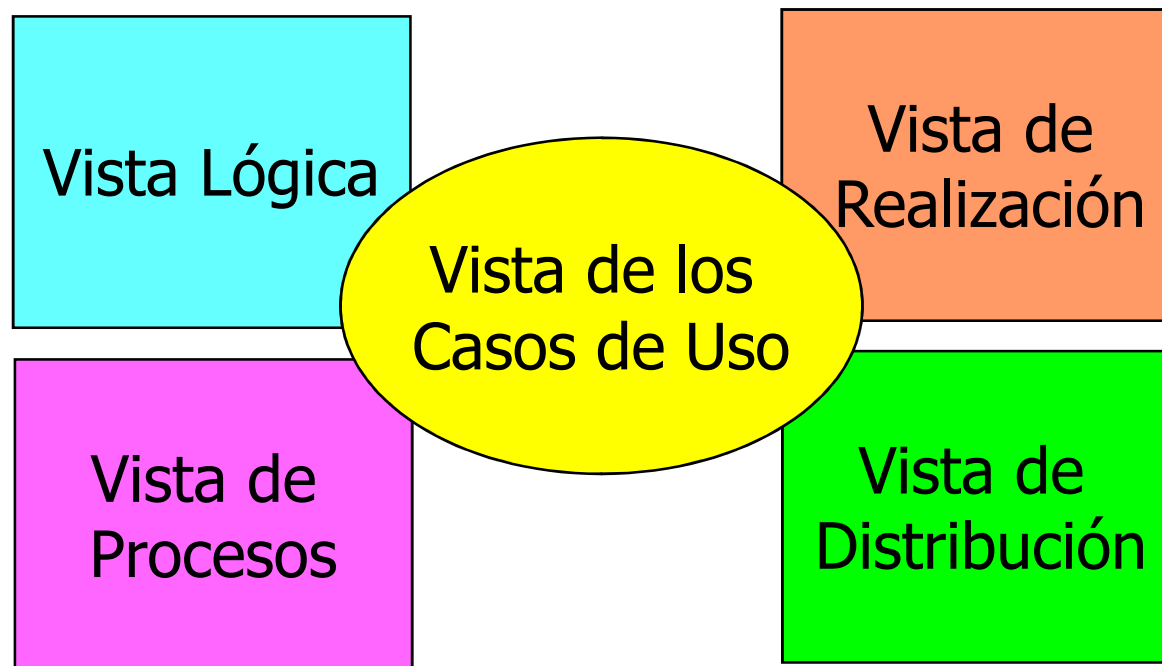 Vista Lógica
Vista de
Realización
Vista de los
Casos de Uso
Vista de
Procesos
Vista de
Distribución